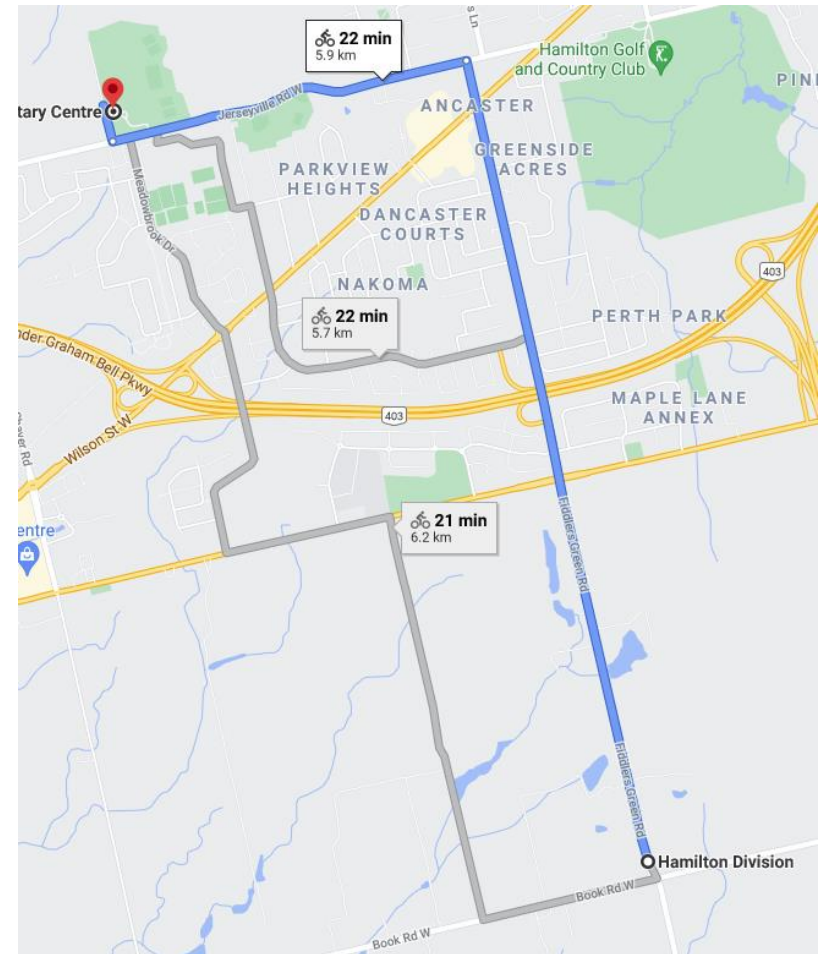 s Ln
22 min
5.9 km
Hamilton Golf
and Country Club
PIN
tary Centre
Jerseyville Rd W
ANCASTER
GREENSIDE
ACRES
PARKVIEW
HEIGHTS
Meadowbrook Dr
DANCASTER
COURTS
403
NAKOMA
22 min
5.7 km
PERTH PARK
nder Graham Bell Pkwy
403
MAPLE LANE
ANNEX
Wilson St W
Shaver Rd
21 min
6.2 km
entre
Fiddlers Green Rd
Fiddlers Green Rd
Hamilton Division
Book Rd W
Book Rd W